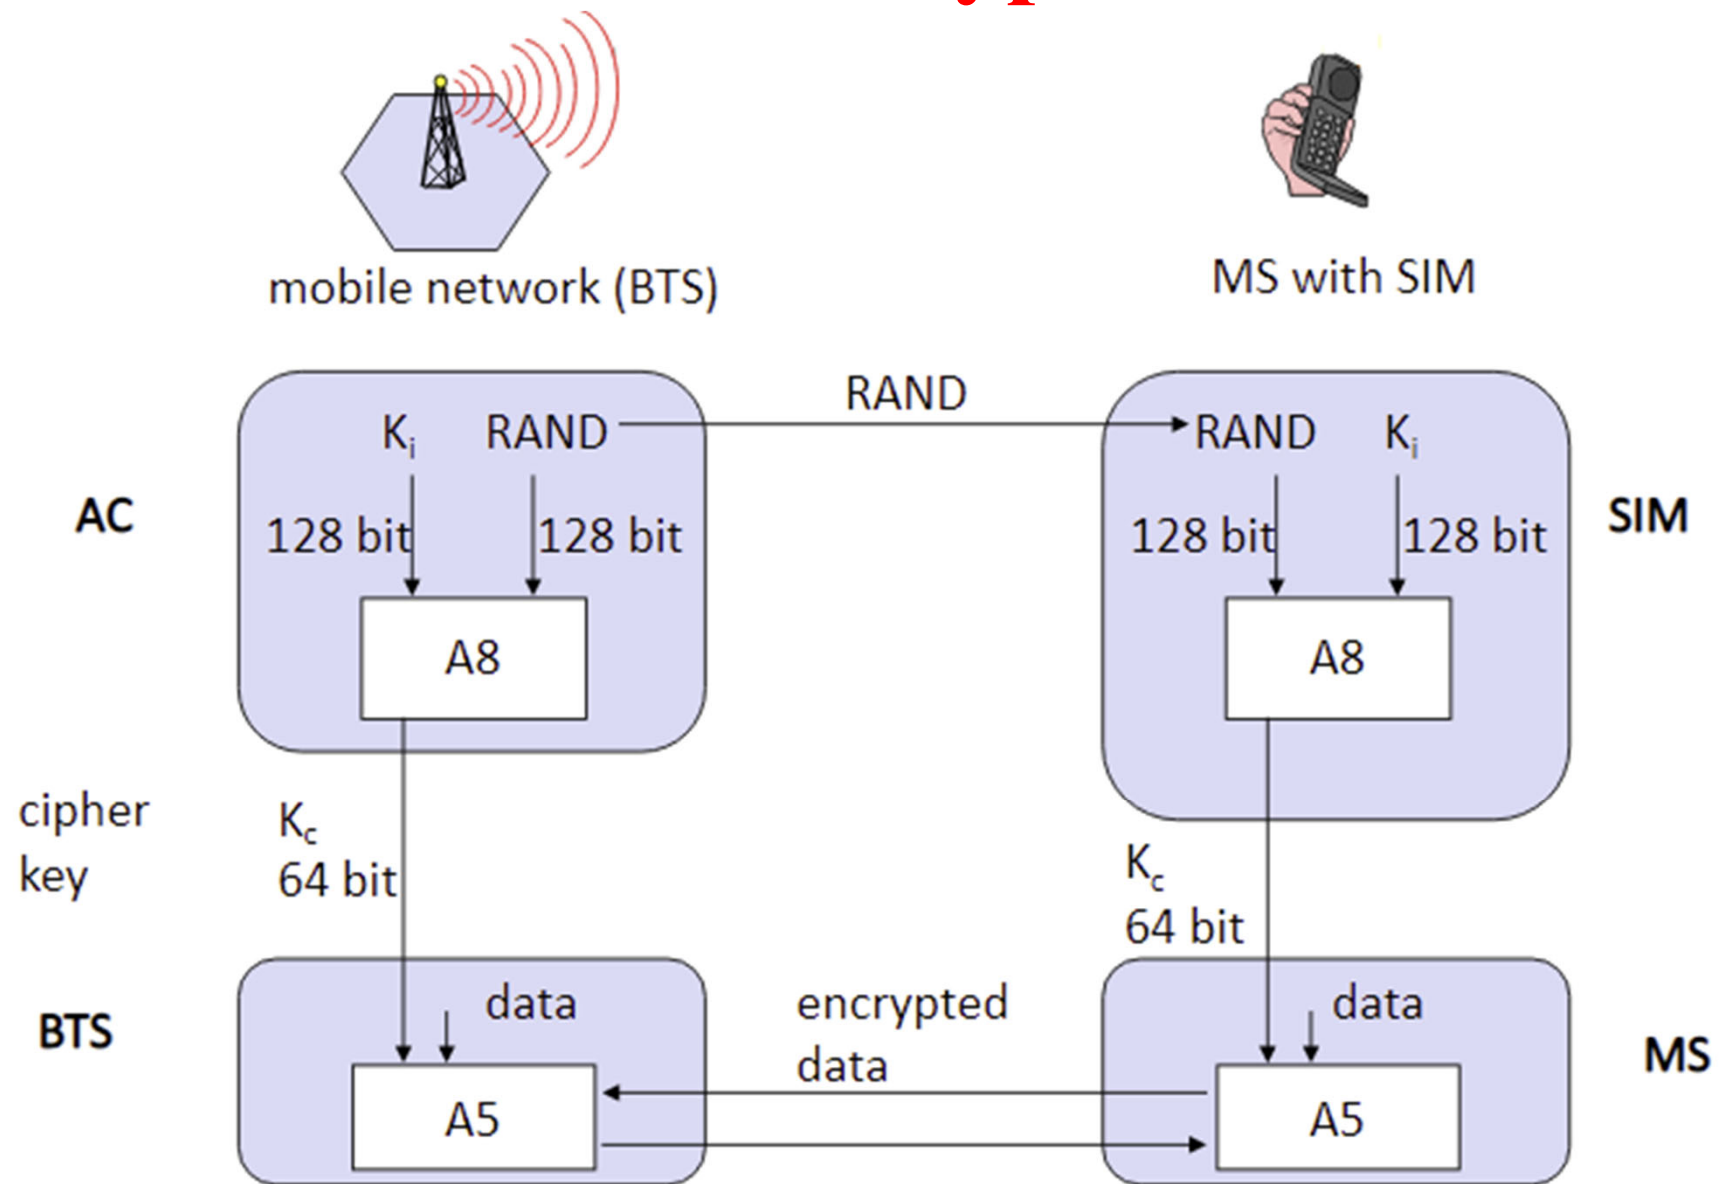 mobile network (BTS)
MS with SIM
RAND
Ki RAND
RAND Ki
AC
128 bit 128 bit
128 bit 128 bit
SIM
A8
A8
cipher
key
Kc
64 bit
Kc
64 bit
BTS
data
encrypted
data
data
MS
A5
A5